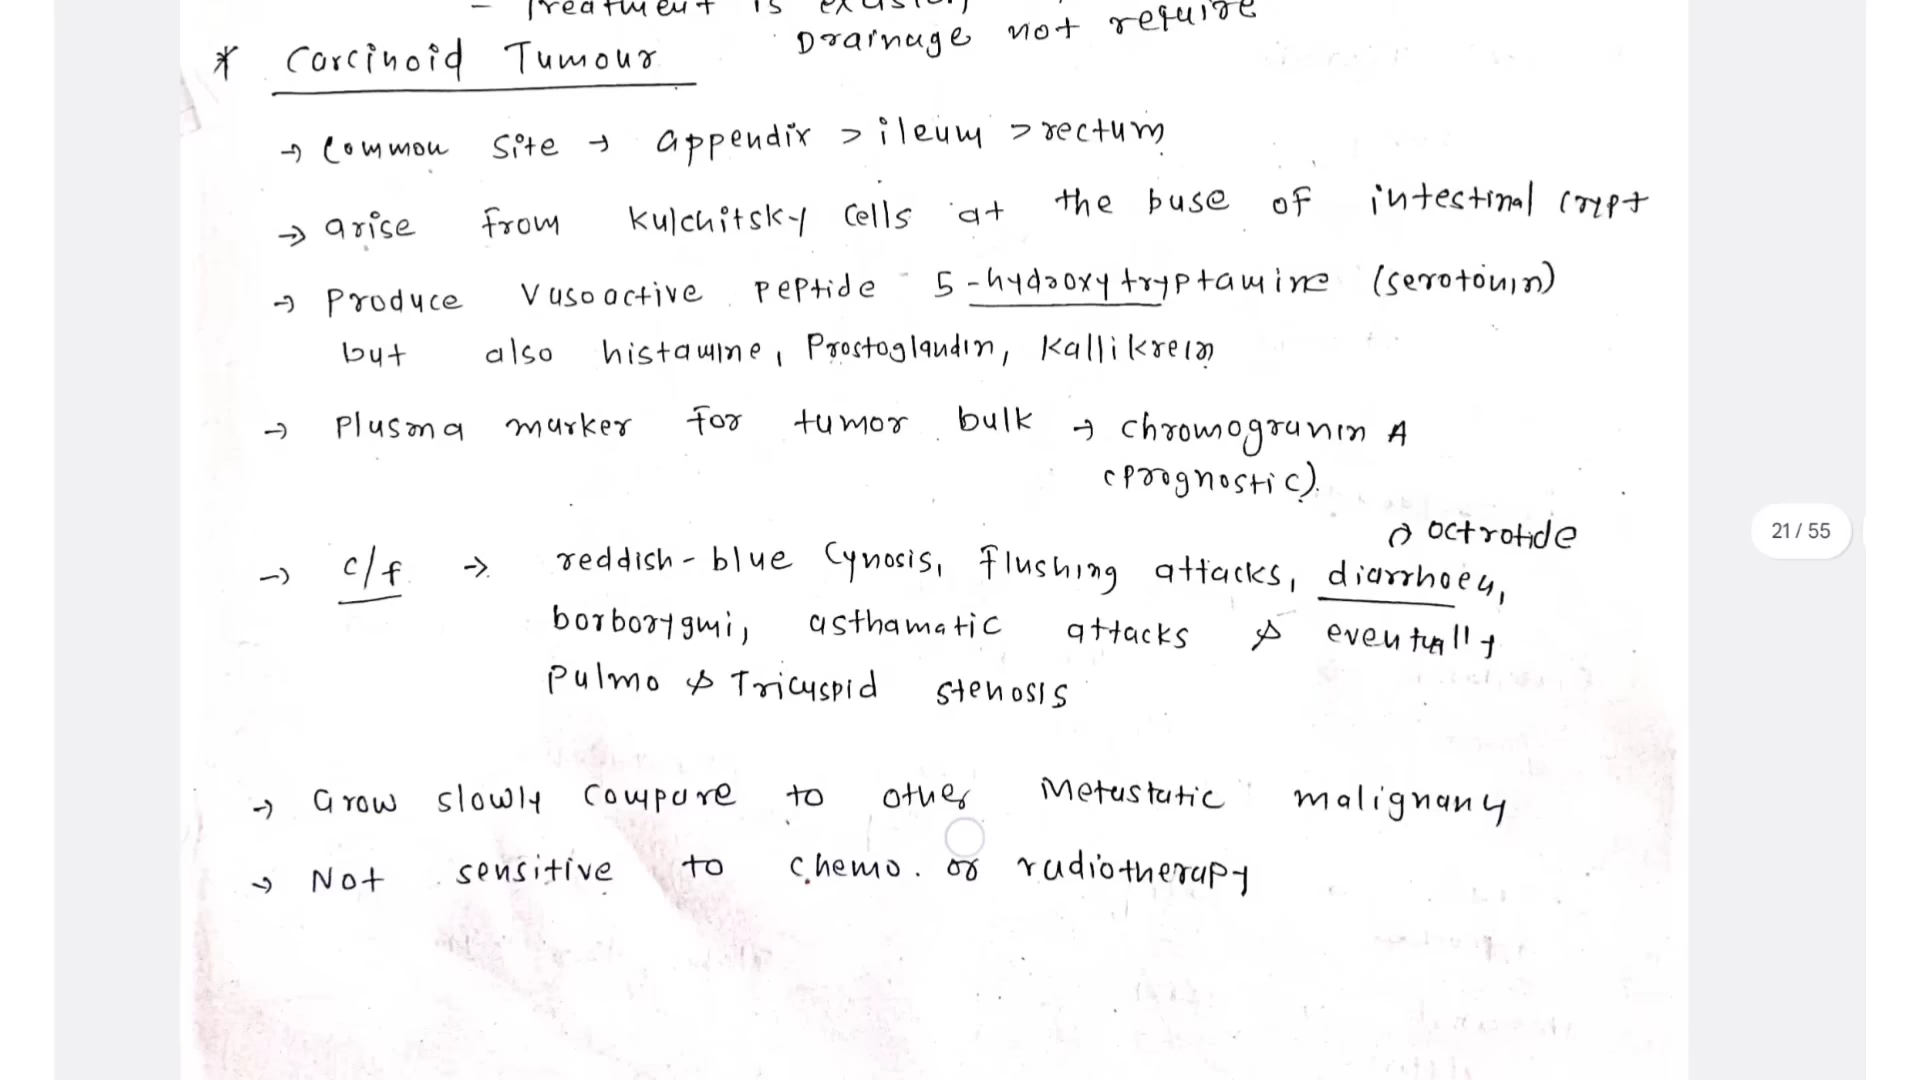 - Treatment is
Drainage not require
* Carcinoid Tumour
→ Common Site → appendix > ileum > rectum
→ arise from Kulchitsky Cells at the base of intestinal crypt
→ Produce Vasoactive peptide 5-hydroxytryptamine (serotonin)
but also histamine, Prostoglandin, Kallikrein
→ Plasma marker for tumor bulk → chromogranin A
(Prognostic).
→ octrotide
→ c/f → reddish-blue Cynosis, flushing attacks, diarrhoea,
borborygmi, asthamatic attacks & eventually
Pulmo & Tricuspid stenosis
→ Grow slowly compare to other Metastatic malignany
→ Not sensitive to chemo. or radiotherapy
21 / 55